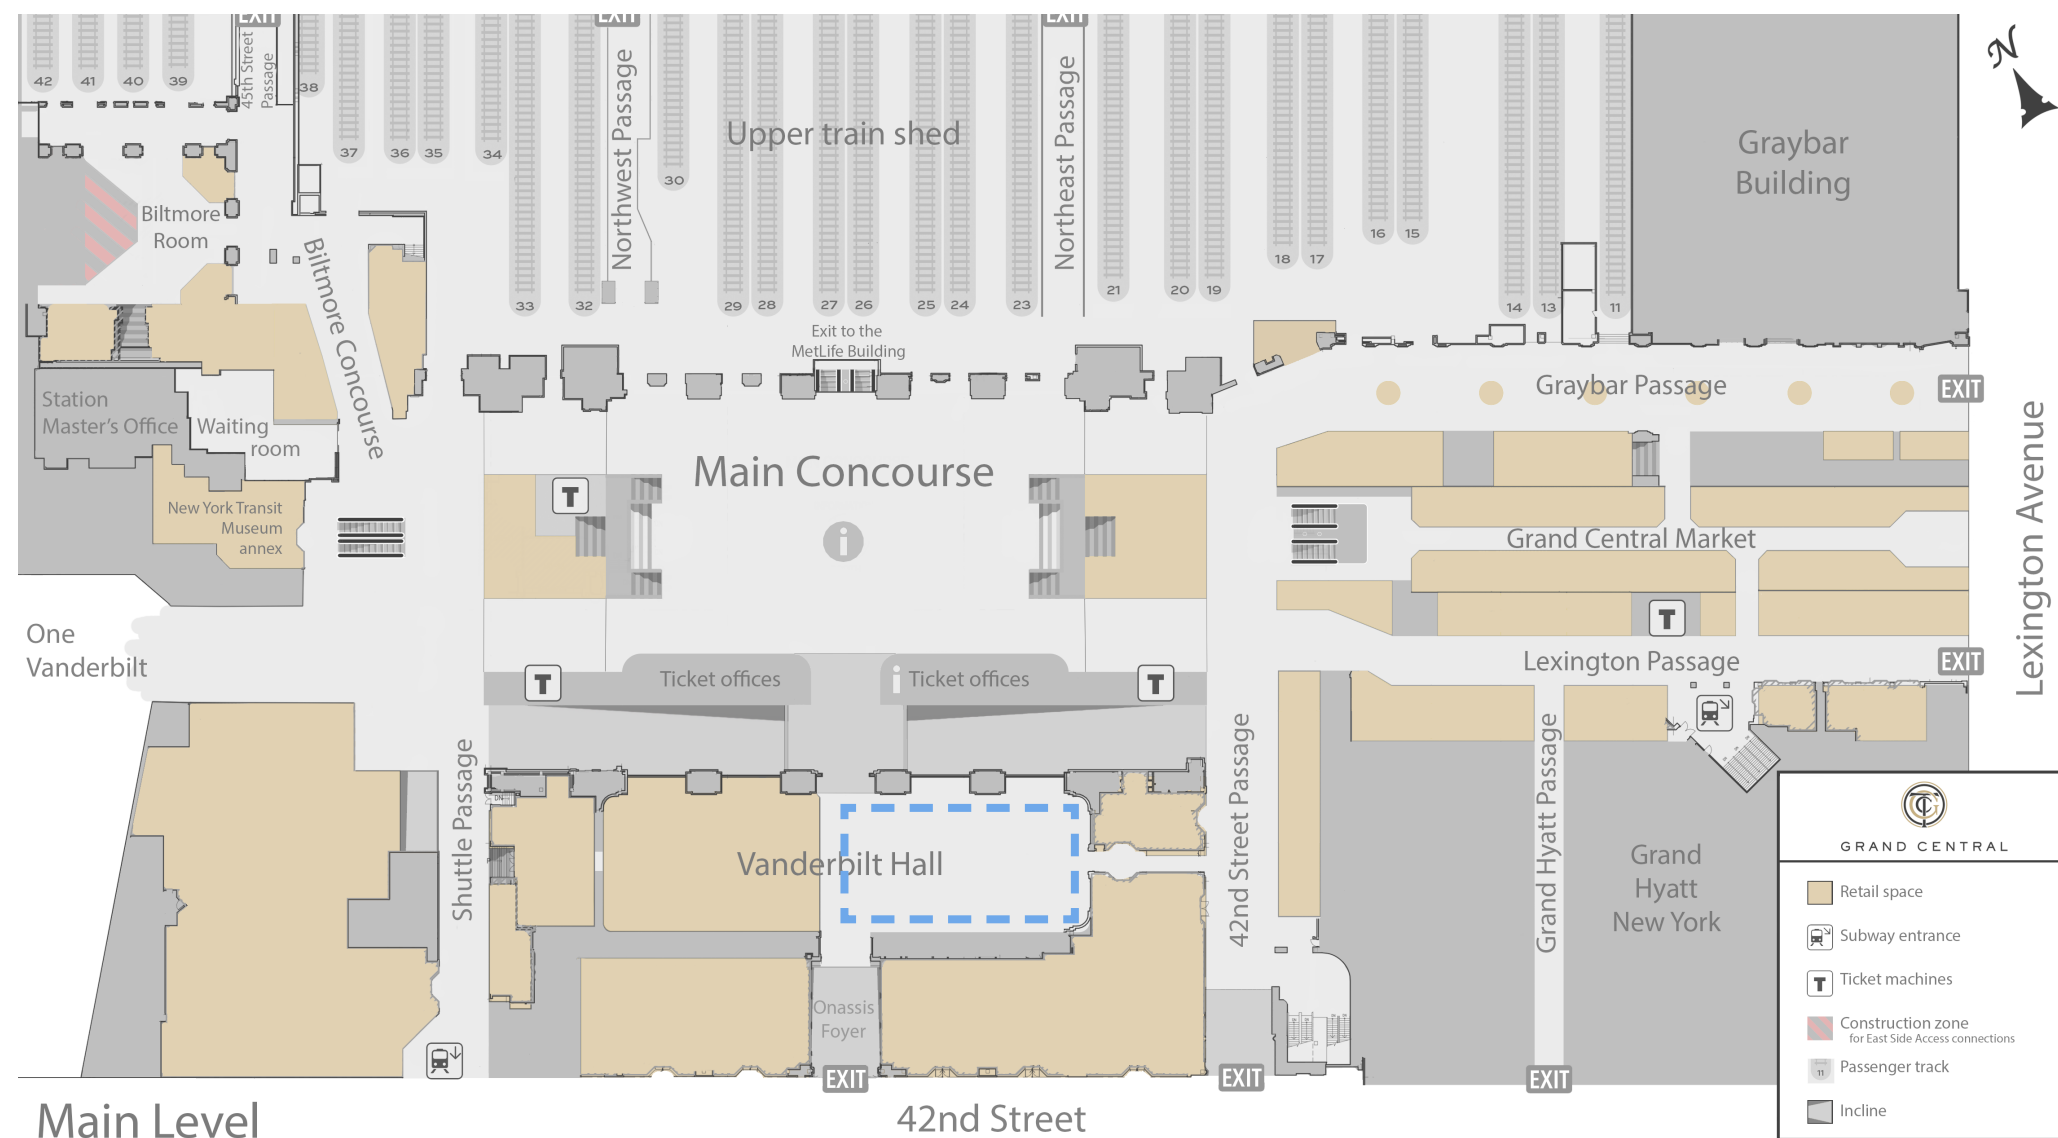 EXIT
EXIT
EXIT
42
41
40
39
45th Street
Passage
38
37
36
35
34
33
32
Northwest Passage
30
Upper train shed
29
28
27
26
25
24
23
Northeast Passage
21
20
19
18
17
16
15
14
13
11
Graybar
Building
N
Biltmore
Room
Biltmore Concourse
Exit to the
MetLife Building
Graybar Passage
EXIT
Station
Master's Office
Waiting
room
New York Transit
Museum
annex
T
Main Concourse
i
Grand Central Market
T
Lexington Avenue
One
Vanderbilt
T
Ticket offices
i Ticket offices
T
Lexington Passage
EXIT
Shuttle Passage
DN
Vanderbilt Hall
42nd Street Passage
Grand Hyatt Passage
Grand
Hyatt
New York
Onassis
Foyer
EXIT
EXIT
EXIT
Main Level
42nd Street
GCT
GRAND CENTRAL
Retail space
Subway entrance
T Ticket machines
Construction zone
for East Side Access connections
11 Passenger track
Incline